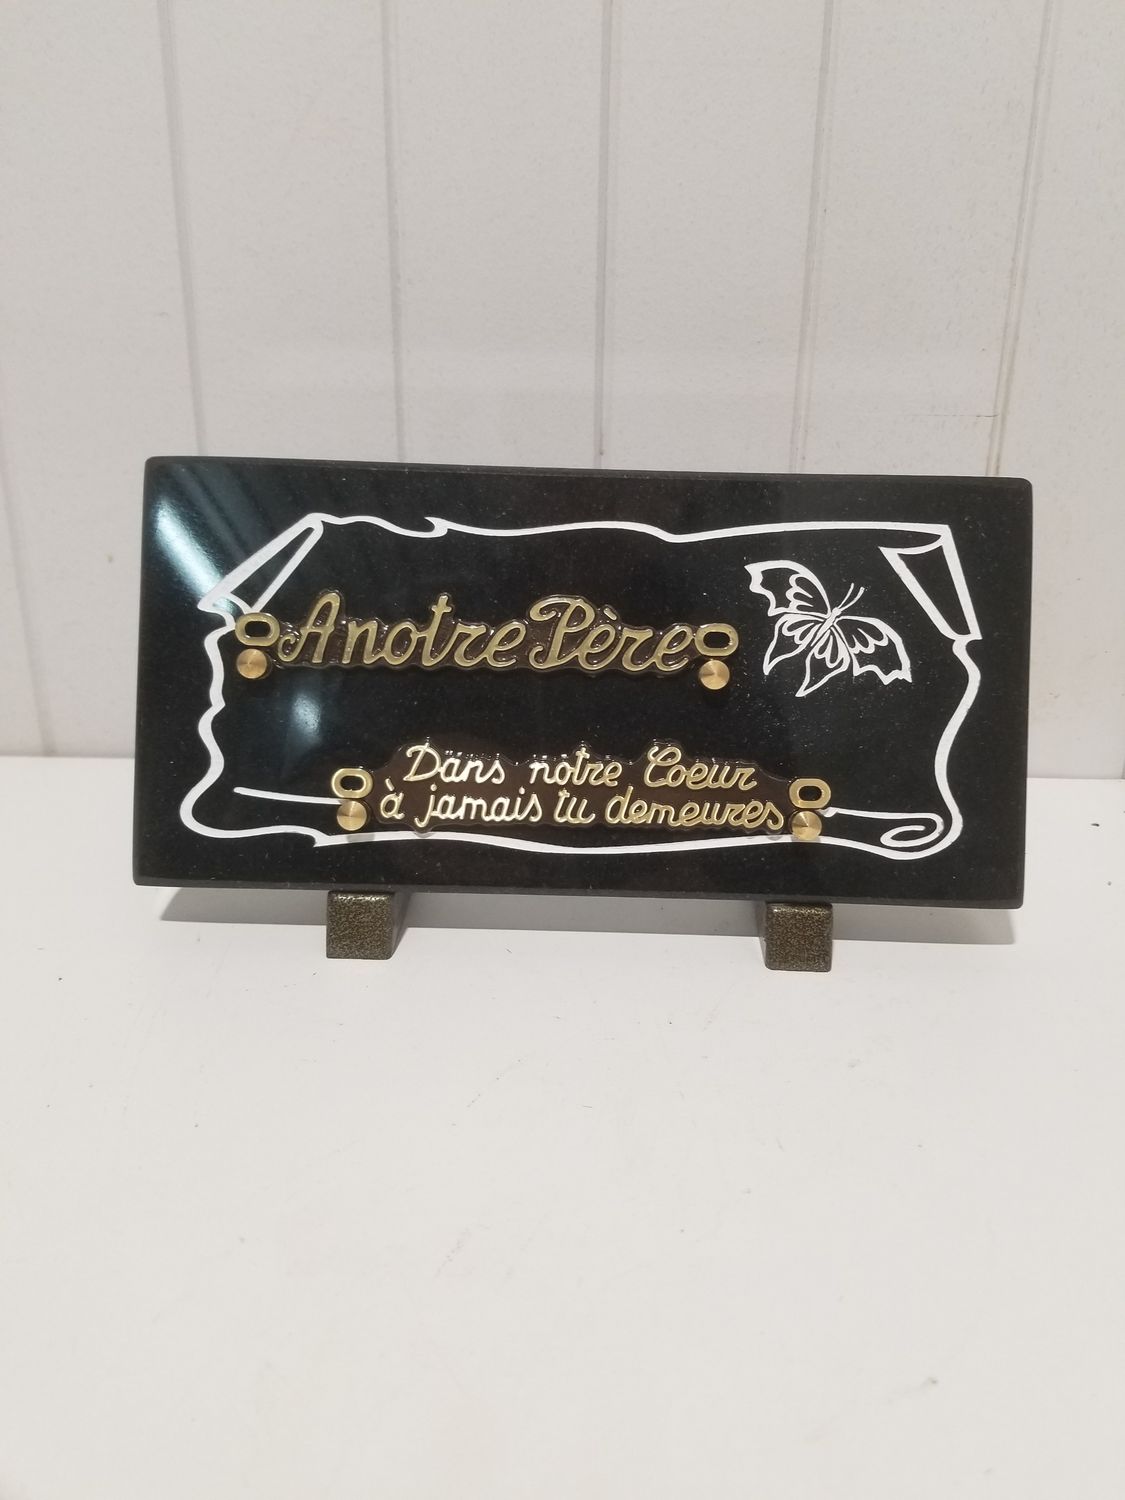 A notre Père
Dans notre Coeur
à jamais tu demeures